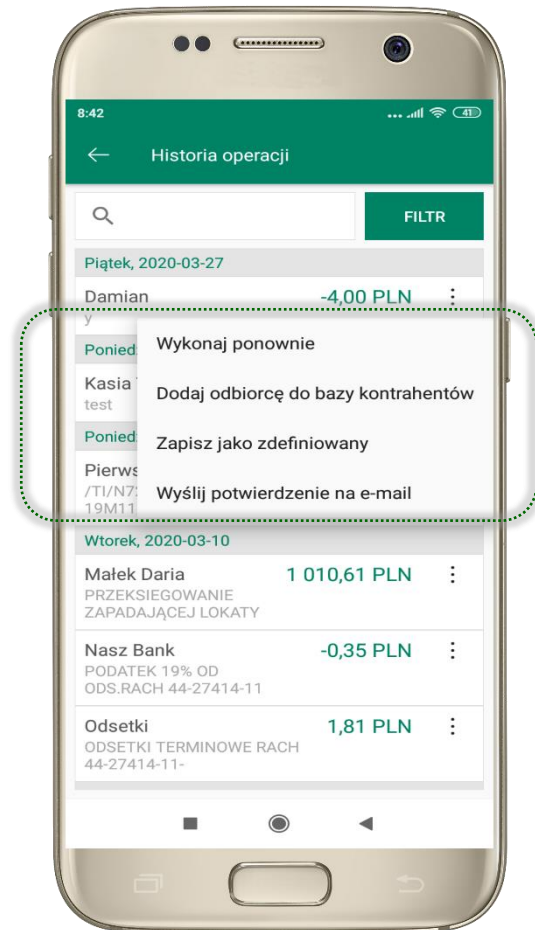 8:42
41
Historia operacji
FILTR
Piątek, 2020-03-27
Damian -4,00 PLN
y
Wykonaj ponownie
Ponied
Kasia
Dodaj odbiorcę do bazy kontrahentów
test
Ponied
Zapisz jako zdefiniowany
Pierws
/TI/N7
Wyślij potwierdzenie na e-mail
19M11
Wtorek, 2020-03-10
Małek Daria 1 010,61 PLN
PRZEKSIEGOWANIE
ZAPADAJĄCEJ LOKATY
Nasz Bank -0,35 PLN
PODATEK 19% OD
ODS.RACH 44-27414-11
Odsetki 1,81 PLN
ODSETKI TERMINOWE RACH
44-27414-11-